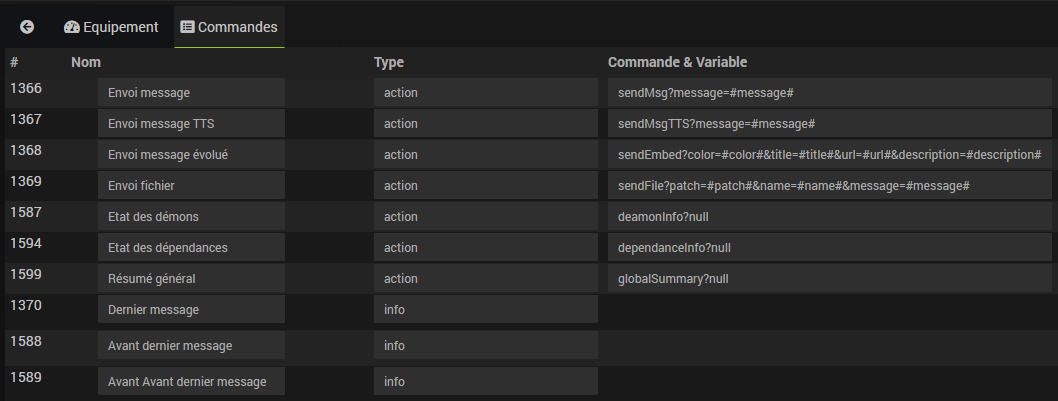 Equipement Commandes
# Nom Type Commande & Variable
1366 Envoi message action sendMsg?message=#message#
1367 Envoi message TTS action sendMsgTTS?message=#message#
1368 Envoi message évolué action sendEmbed?color=#color#&title=#title#&url=#url#&description=#description#
1369 Envoi fichier action sendFile?patch=#patch#&name=#name#&message=#message#
1587 Etat des démons action deamonInfo?null
1594 Etat des dépendances action dependanceInfo?null
1599 Résumé général action globalSummary?null
1370 Dernier message info
1588 Avant dernier message info
1589 Avant Avant dernier message info